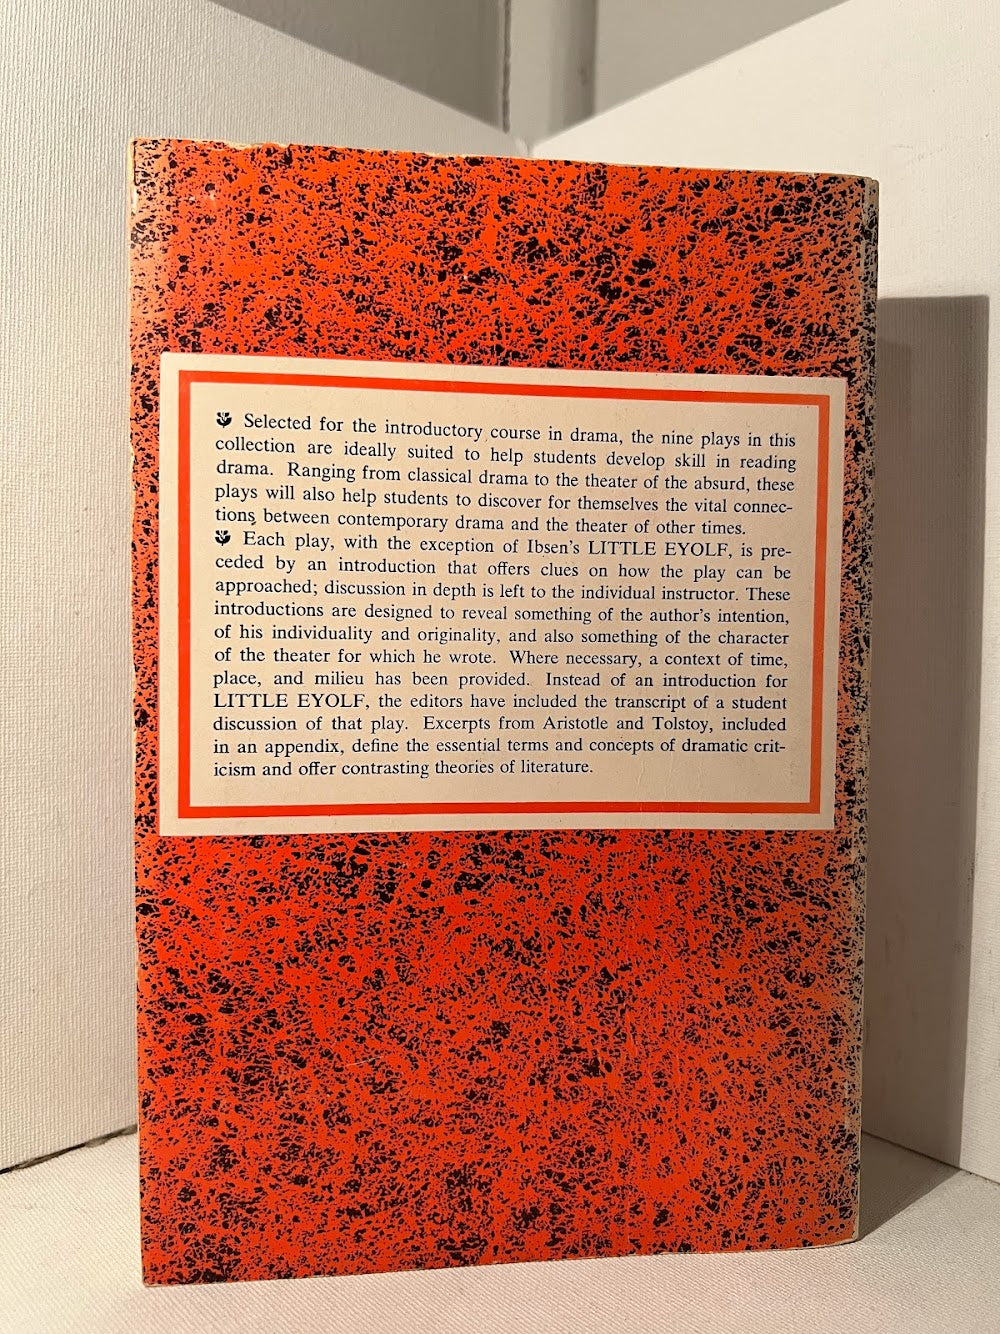 Selected for the introductory course in drama, the nine plays in this
collection are ideally suited to help students develop skill in reading
drama. Ranging from classical drama to the theater of the absurd, these
plays will also help students to discover for themselves the vital connec-
tions between contemporary drama and the theater of other times.
Each play, with the exception of Ibsen's LITTLE EYOLF, is pre-
ceded by an introduction that offers clues on how the play can be
approached; discussion in depth is left to the individual instructor. These
introductions are designed to reveal something of the author's intention,
of his individuality and originality, and also something of the character
of the theater for which he wrote. Where necessary, a context of time,
place, and milieu has been provided. Instead of an introduction for
LITTLE EYOLF, the editors have included the transcript of a student
discussion of that play. Excerpts from Aristotle and Tolstoy, included
in an appendix, define the essential terms and concepts of dramatic crit-
icism and offer contrasting theories of literature.